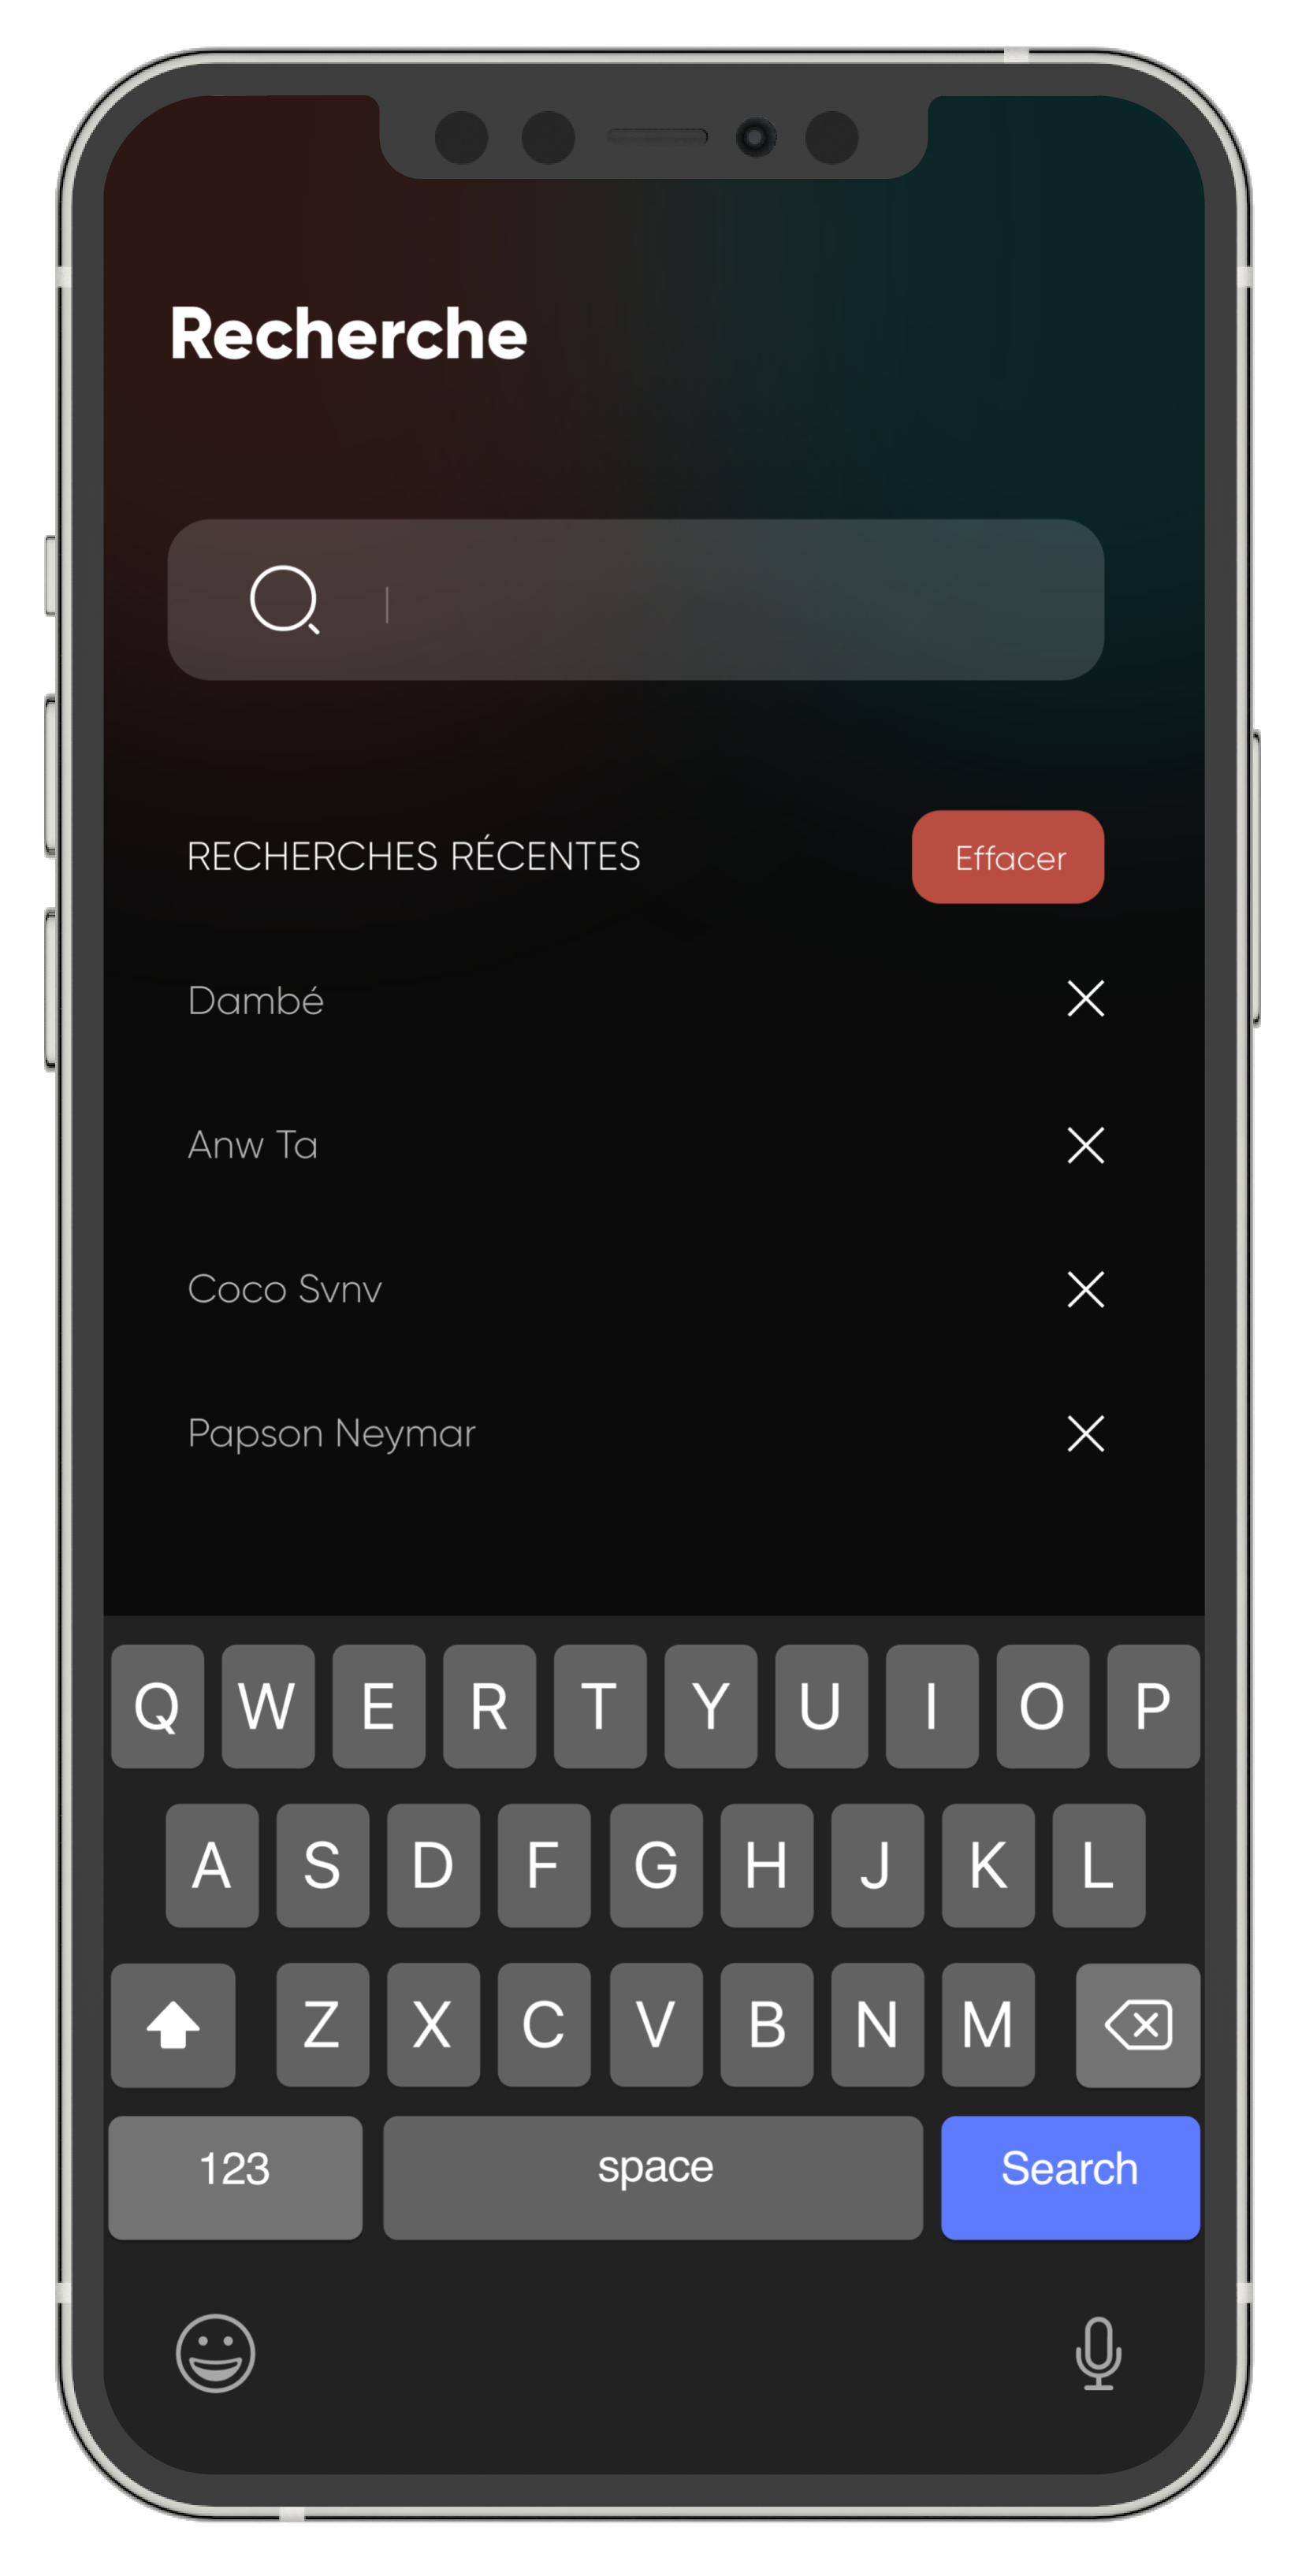 Recherche
RECHERCHES RÉCENTES
Effacer
Dambé
Anw Ta
Coco Svnv
Papson Neymar
Q W E R T Y U I O P
A S D F G H J K L
Z X C V B N M
123 space Search